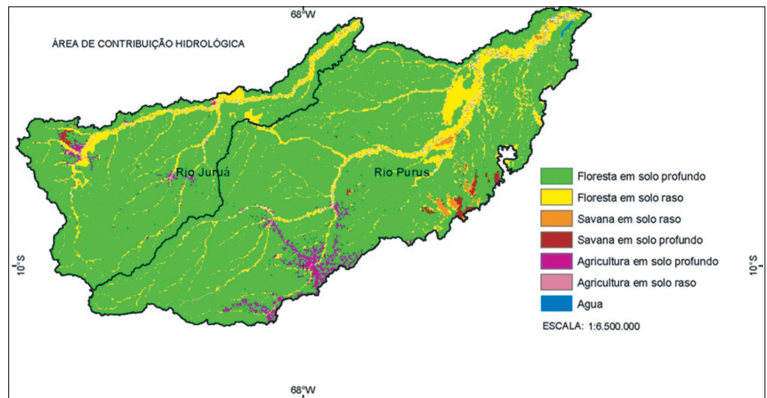 68°W
ÁREA DE CONTRIBUIÇÃO HIDROLÓGICA
Rio Juruá
Rio Purus
Floresta em solo profundo
Floresta em solo raso
Savana em solo raso
Savana em solo profundo
Agricultura em solo profundo
Agricultura em solo raso
Agua
ESCALA: 1:6.500.000
10°S
10°S
68°W